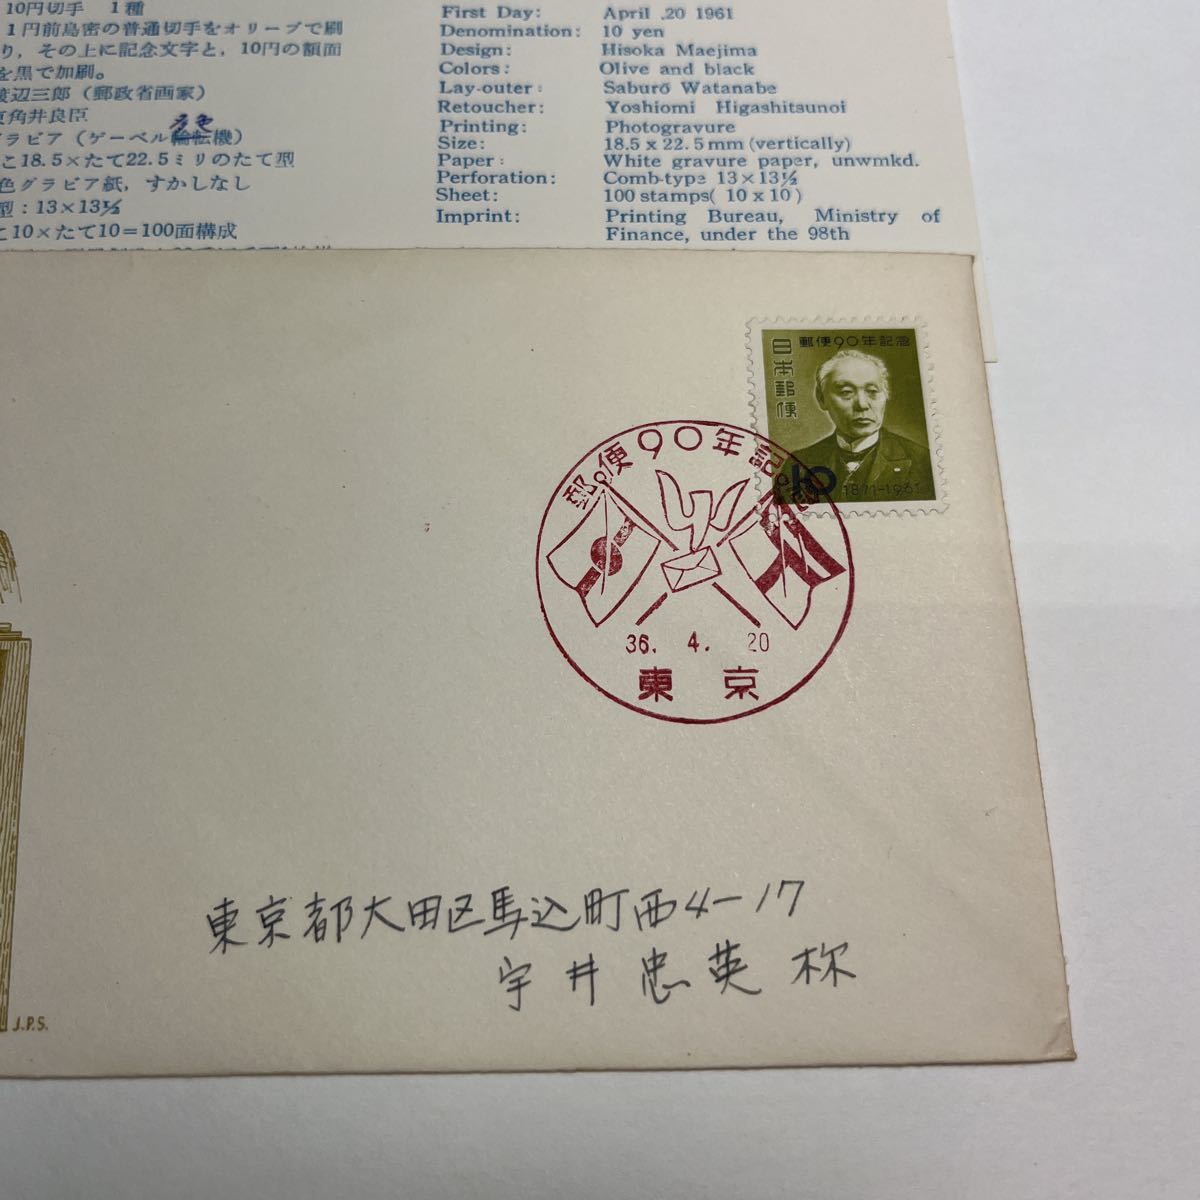 10円切手 1種
1円前島密の普通切手をオリーブで刷
り，その上に記念文字と，10円の額面
を黒で加刷。
渡辺三郎（郵政省画家）
東角井良臣
グラビア（ゲーベル輪転機）
こ18.5×たて22.5ミリのたて型
色グラビア紙，すかしなし
型：13×13½
こ10×たて10＝100面構成
First Day: April .20 1961
Denomination: 10 yen
Design: Hisoka Maejima
Colors: Olive and black
Lay-outer: Saburō Watanabe
Retoucher: Yoshiomi Higashitsunoi
Printing: Photogravure
Size: 18.5 x 22.5 mm (vertically)
Paper: White gravure paper, unwmkd.
Perforation: Comb-type 13×13½
Sheet: 100 stamps( 10 x 10 )
Imprint: Printing Bureau, Ministry of
Finance, under the 98th
郵便90年記念
日本郵便
10
1871-1961
郵便90年記念
36. 4. 20
東京
東京都大田区馬込町西4-17
宇井忠英 様
J.P.S.